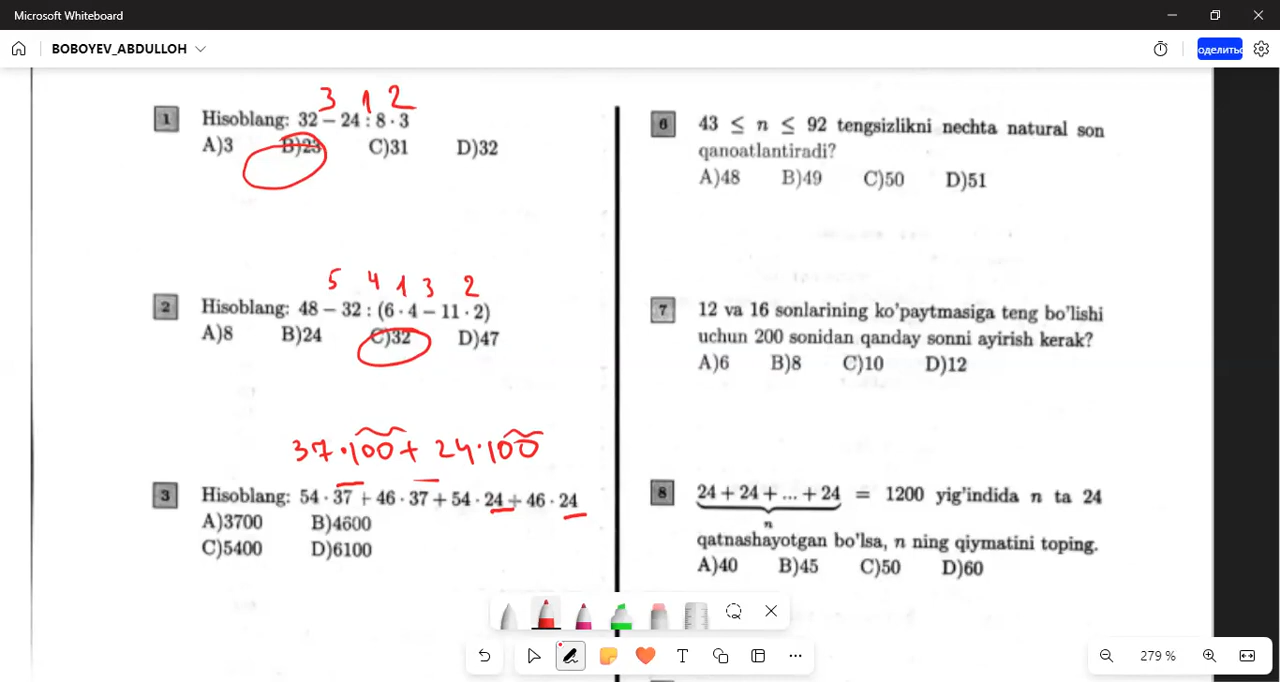 Microsoft Whiteboard
BOBOYEV_ABDULLOH
оделитьс
3 1 2
1 Hisoblang: 32 − 24 : 8 · 3
A)3 B)23 C)31 D)32
5 4 1 3 2
2 Hisoblang: 48 − 32 : (6 · 4 − 11 · 2)
A)8 B)24 C)32 D)47
37·100+ 24·100
3 Hisoblang: 54 · 37 + 46 · 37 + 54 · 24 + 46 · 24
A)3700 B)4600
C)5400 D)6100
6 43 ≤ n ≤ 92 tengsizlikni nechta natural son
qanoatlantiradi?
A)48 B)49 C)50 D)51
7 12 va 16 sonlarining ko'paytmasiga teng bo'lishi
uchun 200 sonidan qanday sonni ayirish kerak?
A)6 B)8 C)10 D)12
8 24 + 24 + ... + 24 = 1200 yig'indida n ta 24
n
qatnashayotgan bo'lsa, n ning qiymatini toping.
A)40 B)45 C)50 D)60
279 %